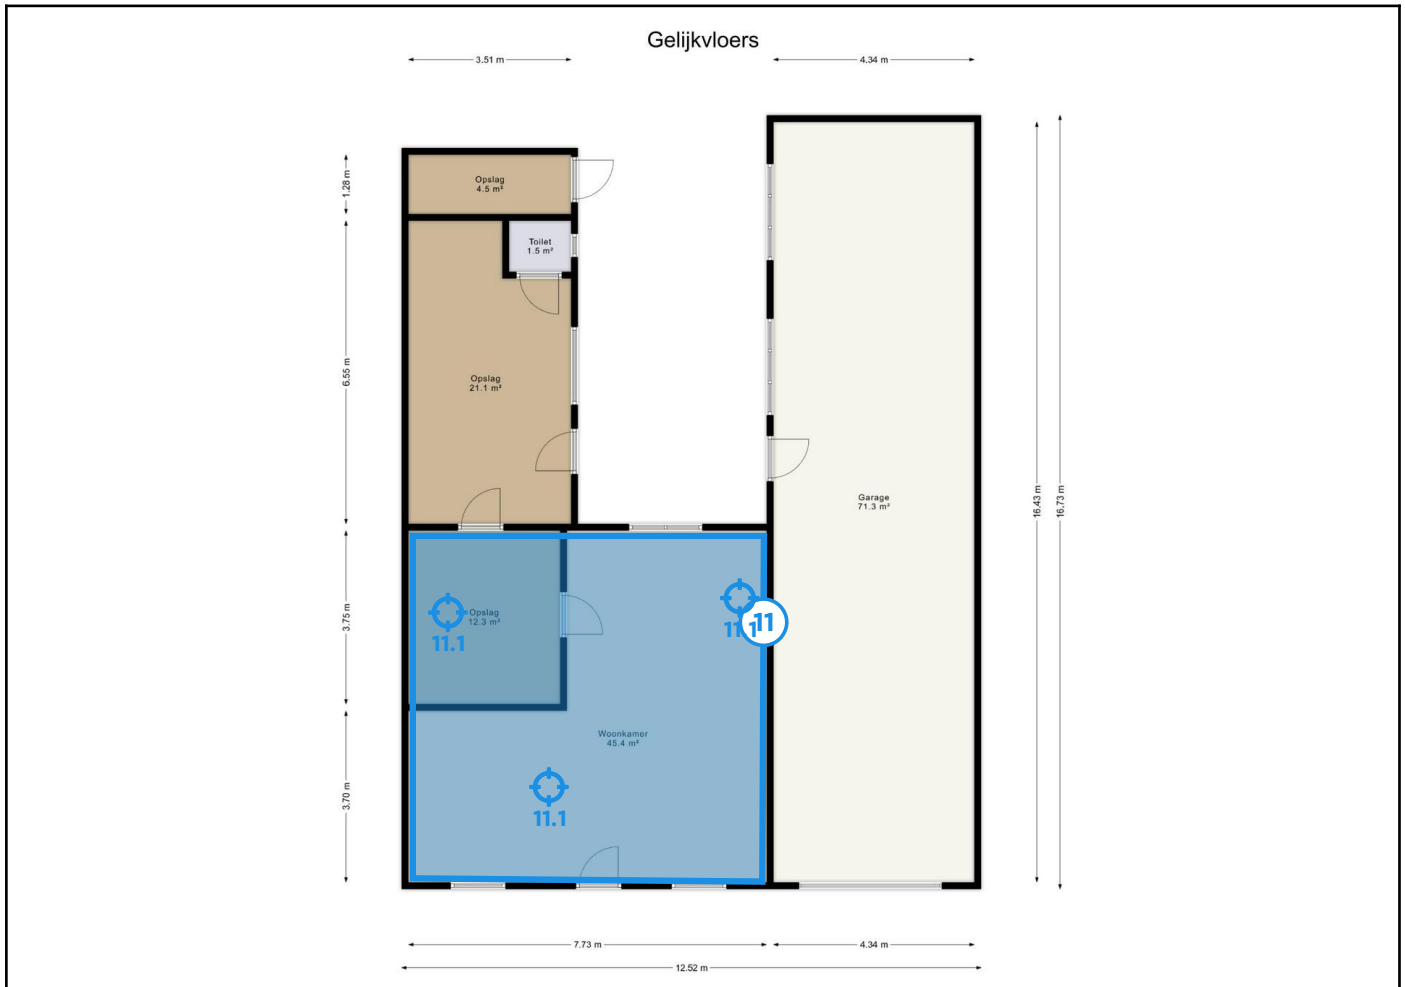 Gelijkvloers
3.51 m
4.34 m
Opslag
4.5 m²
1.28 m
Toilet
1.5 m²
6.55 m
Opslag
21.1 m²
Garage
71.3 m²
16.43 m
16.73 m
Opslag
12.3 m²
11.1
11.1
11
3.75 m
Woonkamer
45.4 m²
11.1
3.70 m
7.73 m
4.34 m
12.52 m